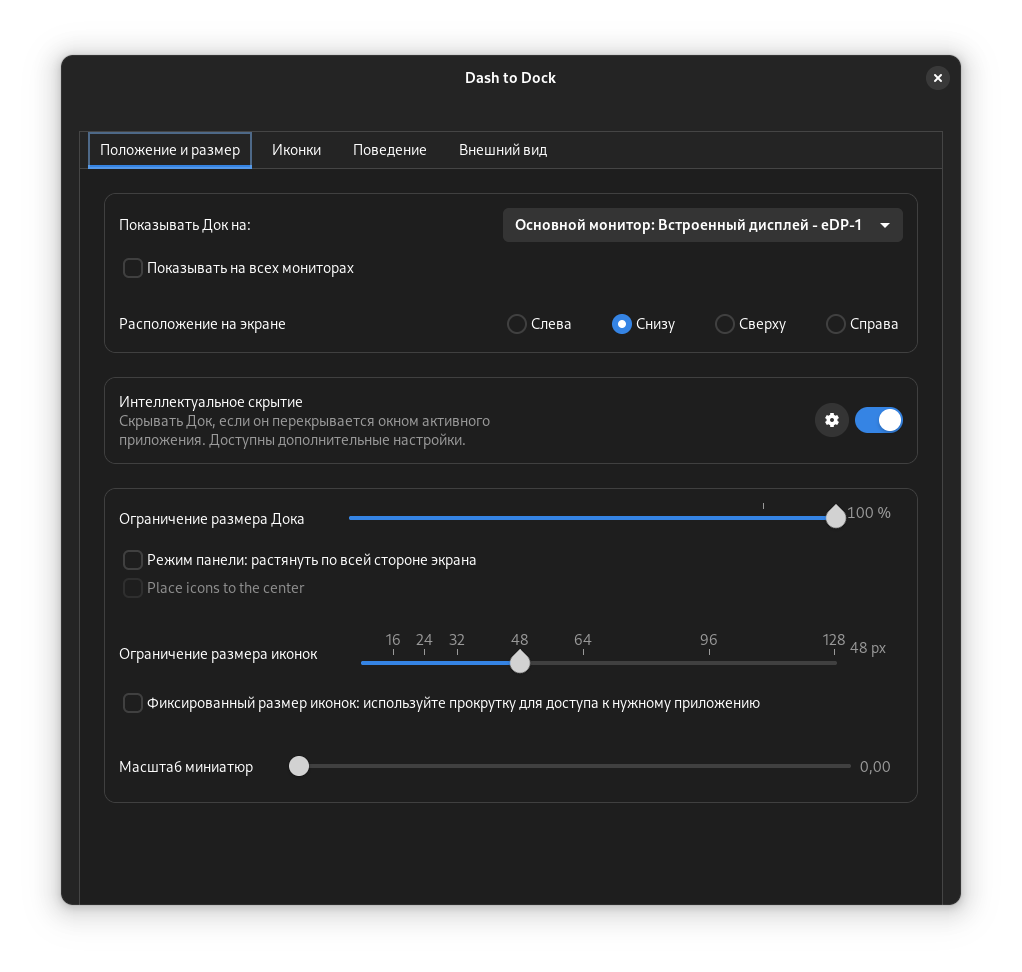 Dash to Dock
Положение и размер Иконки Поведение Внешний вид
Показывать Док на: Основной монитор: Встроенный дисплей - eDP-1
Показывать на всех мониторах
Расположение на экране Слева Снизу Сверху Справа
Интеллектуальное скрытие
Скрывать Док, если он перекрывается окном активного
приложения. Доступны дополнительные настройки.
Ограничение размера Дока 100 %
Режим панели: растянуть по всей стороне экрана
Place icons to the center
16 24 32 48 64 96 128
Ограничение размера иконок 48 px
Фиксированный размер иконок: используйте прокрутку для доступа к нужному приложению
Масштаб миниатюр 0,00